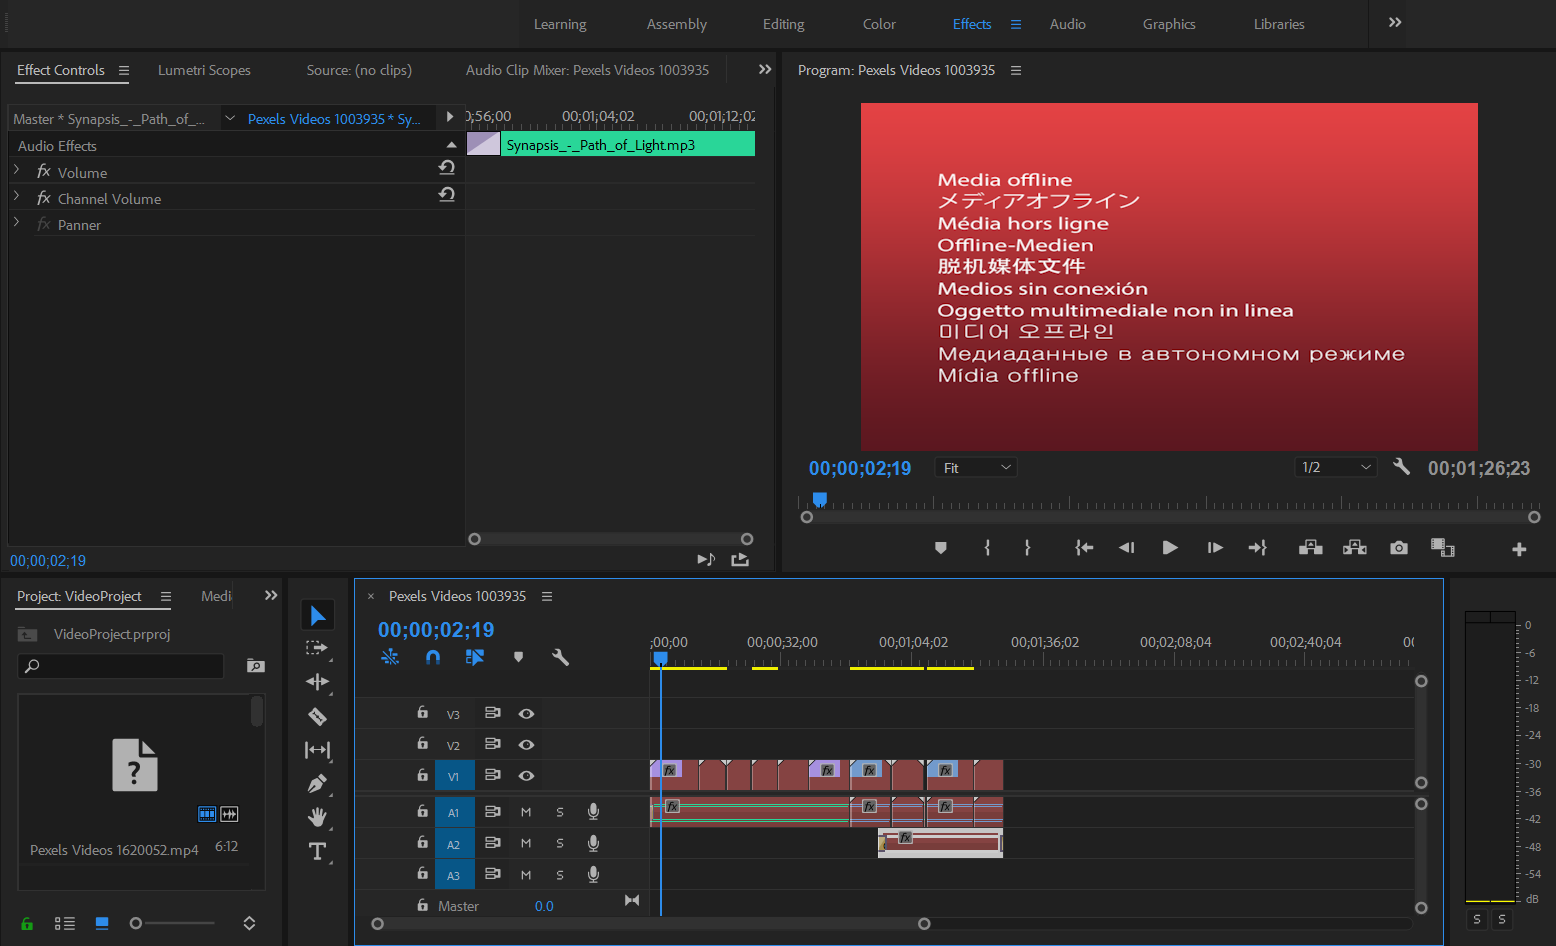 Learning Assembly Editing Color Effects Audio Graphics Libraries
Effect Controls Lumetri Scopes Source: (no clips) Audio Clip Mixer: Pexels Videos 1003935
Program: Pexels Videos 1003935
Master * Synapsis_-_Path_of_... Pexels Videos 1003935 * Sy...
;56;00 00;01;04;02 00;01;12;02
Audio Effects
Synapsis_-_Path_of_Light.mp3
fx Volume
fx Channel Volume
fx Panner
00;00;02;19
Media offline
メディアオフライン
Média hors ligne
Offline-Medien
脱机媒体文件
Medios sin conexión
Oggetto multimediale non in linea
미디어 오프라인
Медиаданные в автономном режиме
Mídia offline
00;00;02;19 Fit 1/2 00;01;26;23
Project: VideoProject Medi
VideoProject.prproj
?
Pexels Videos 1620052.mp4 6:12
T
× Pexels Videos 1003935
00;00;02;19
;00;00 00;00;32;00 00;01;04;02 00;01;36;02 00;02;08;04 00;02;40;04 00
V3
V2
V1 fx fx fx fx
A1 M S fx fx fx
A2 M S fx
A3 M S
Master 0.0
0
-6
-12
-18
-24
-30
-36
-42
-48
-54
dB
S S